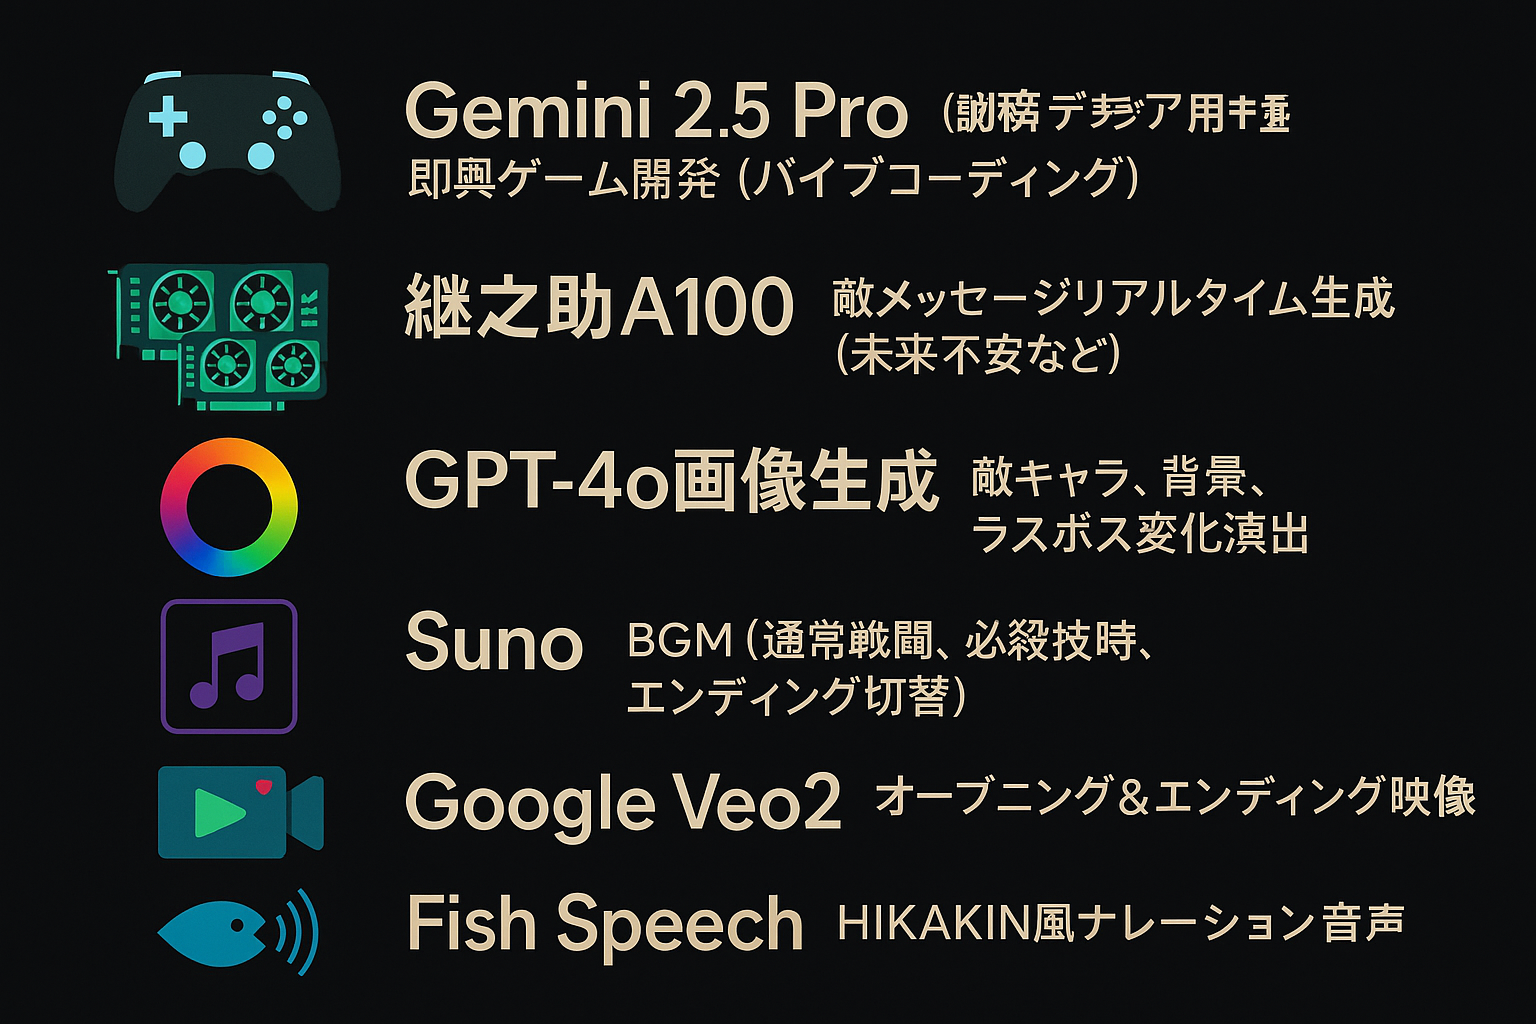 Gemini 2.5 Pro
即興ゲーム開発 (バイブコーディング)
継之助A100 敵メッセージリアルタイム生成
(未来不安など)
GPT-4o画像生成 敵キャラ、背景、
ラスボス変化演出
Suno BGM (通常戦闘、必殺技時、
エンディング切替)
Google Veo2 オーブニング&エンディング映像
Fish Speech HIKAKIN風ナレーション音声